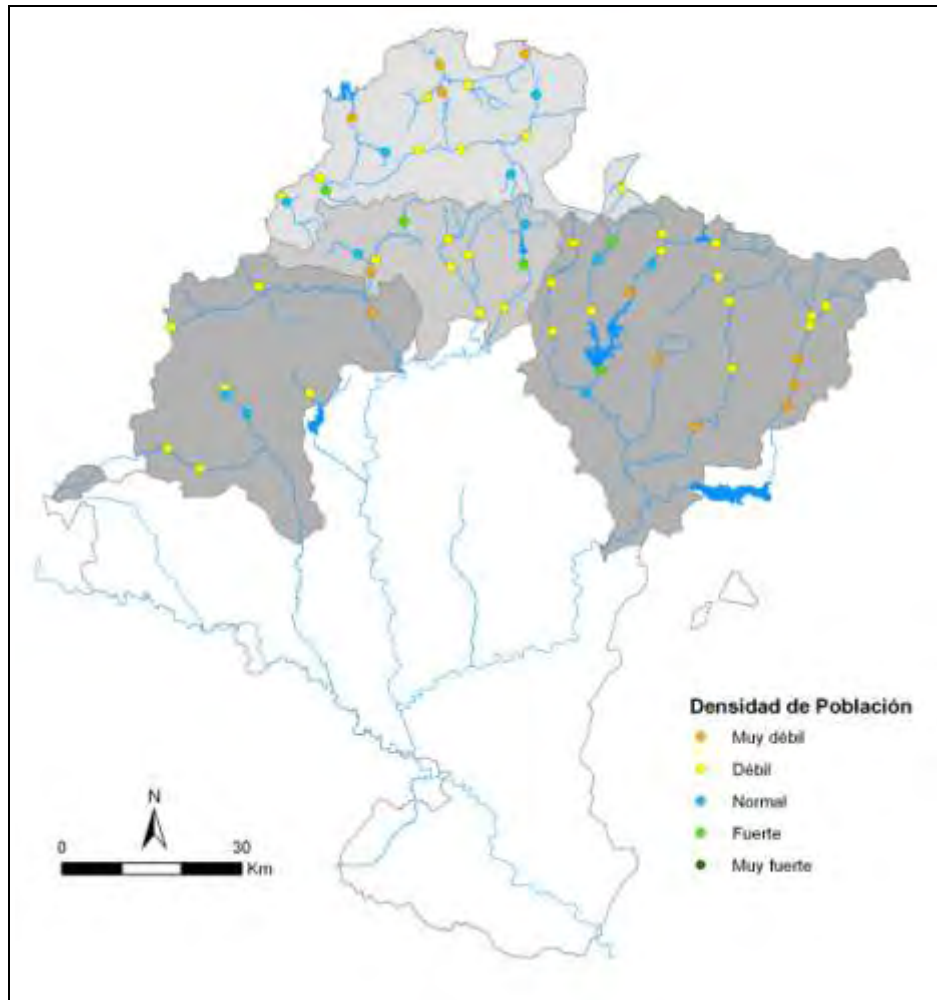 Densidad de Población
Muy débil
Débil
Normal
Fuerte
Muy fuerte
N
0 30
Km